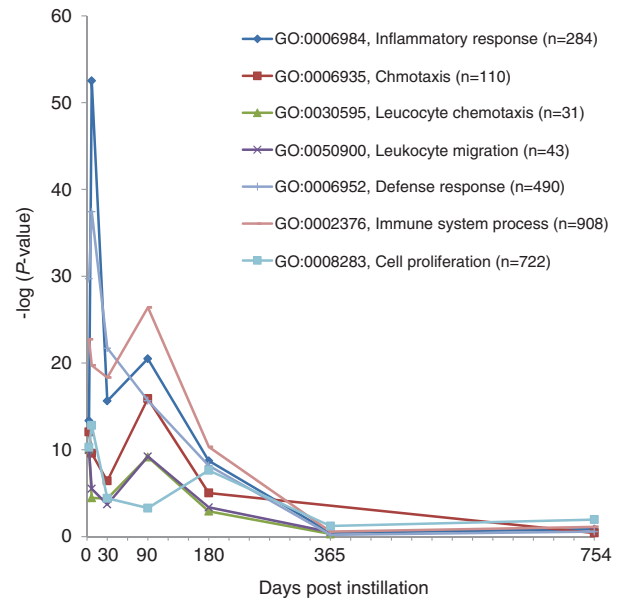 60
50
40
30
20
10
0
-log (P-value)
GO:0006984, Inflammatory response (n=284)
GO:0006935, Chmotaxis (n=110)
GO:0030595, Leucocyte chemotaxis (n=31)
GO:0050900, Leukocyte migration (n=43)
GO:0006952, Defense response (n=490)
GO:0002376, Immune system process (n=908)
GO:0008283, Cell proliferation (n=722)
0 30 90 180 365 754
Days post instillation